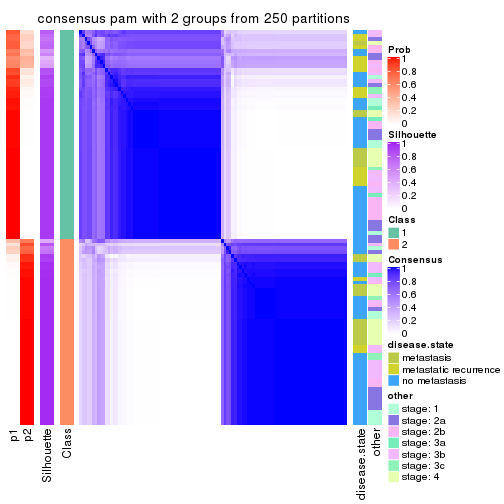 consensus pam with 2 groups from 250 partitions
Prob
1
0.8
0.6
0.4
0.2
0
Silhouette
1
0.8
0.6
0.4
0.2
0
Class
1
2
Consensus
1
0.8
0.6
0.4
0.2
0
disease.state
metastasis
metastatic recurrence
no metastasis
other
stage: 1
stage: 2a
stage: 2b
stage: 3a
stage: 3b
stage: 3c
stage: 4
p1
p2
Silhouette
Class
disease.state
other